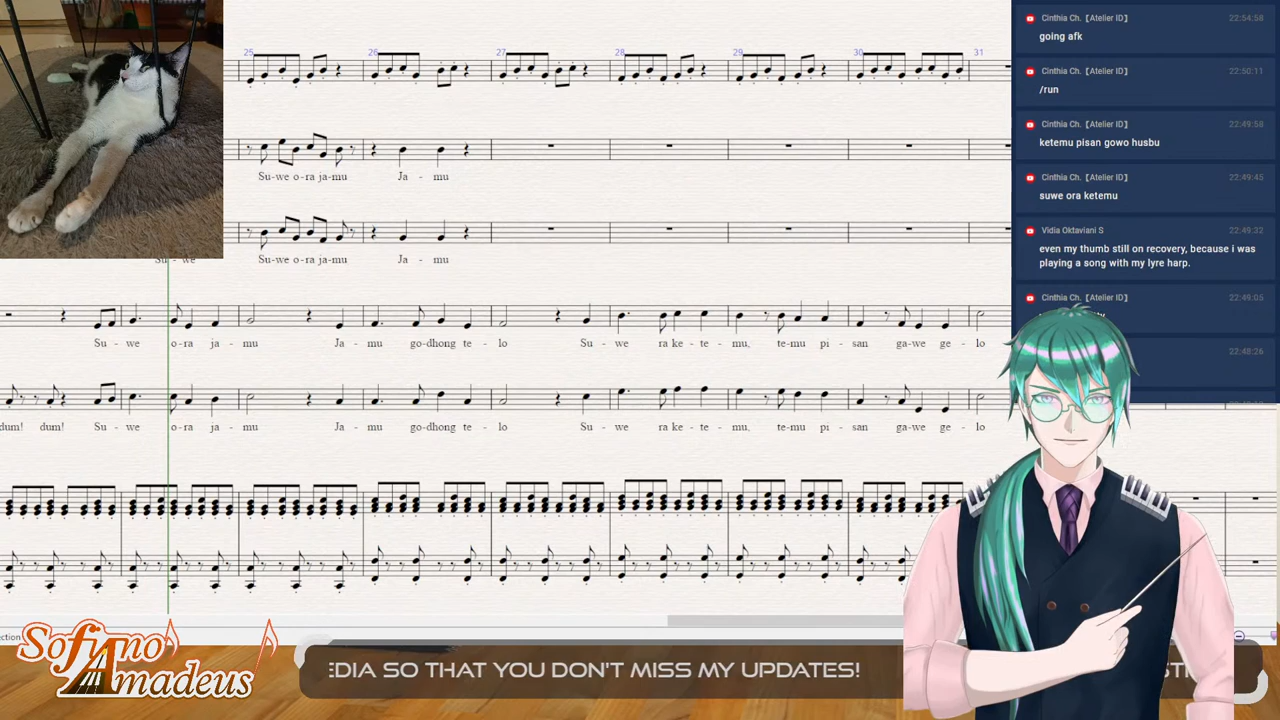 25 26 27 28 29 30 31
Su-we o-ra ja-mu Ja - mu
Su-we o-ra ja-mu Ja - mu
Su - we o-ra ja - mu Ja - mu go-dhong te - lo Su - we ra ke - te - mu, te-mu pi - san ga-we ge - lo
dum! dum! Su - we o-ra ja - mu Ja - mu go-dhong te - lo Su - we ra ke - te - mu, te-mu pi - san ga-we ge - lo
Cinthia Ch.【Atelier ID】 22:54:58
going afk
Cinthia Ch.【Atelier ID】 22:50:11
/run
Cinthia Ch.【Atelier ID】 22:49:58
ketemu pisan gowo husbu
Cinthia Ch.【Atelier ID】 22:49:45
suwe ora ketemu
Vidia Oktaviani S 22:49:32
even my thumb still on recovery, because i was
playing a song with my lyre harp.
Cinthia Ch.【Atelier ID】 22:49:05
22:48:26
Sofiano
Amadeus
EDIA SO THAT YOU DON'T MISS MY UPDATES!